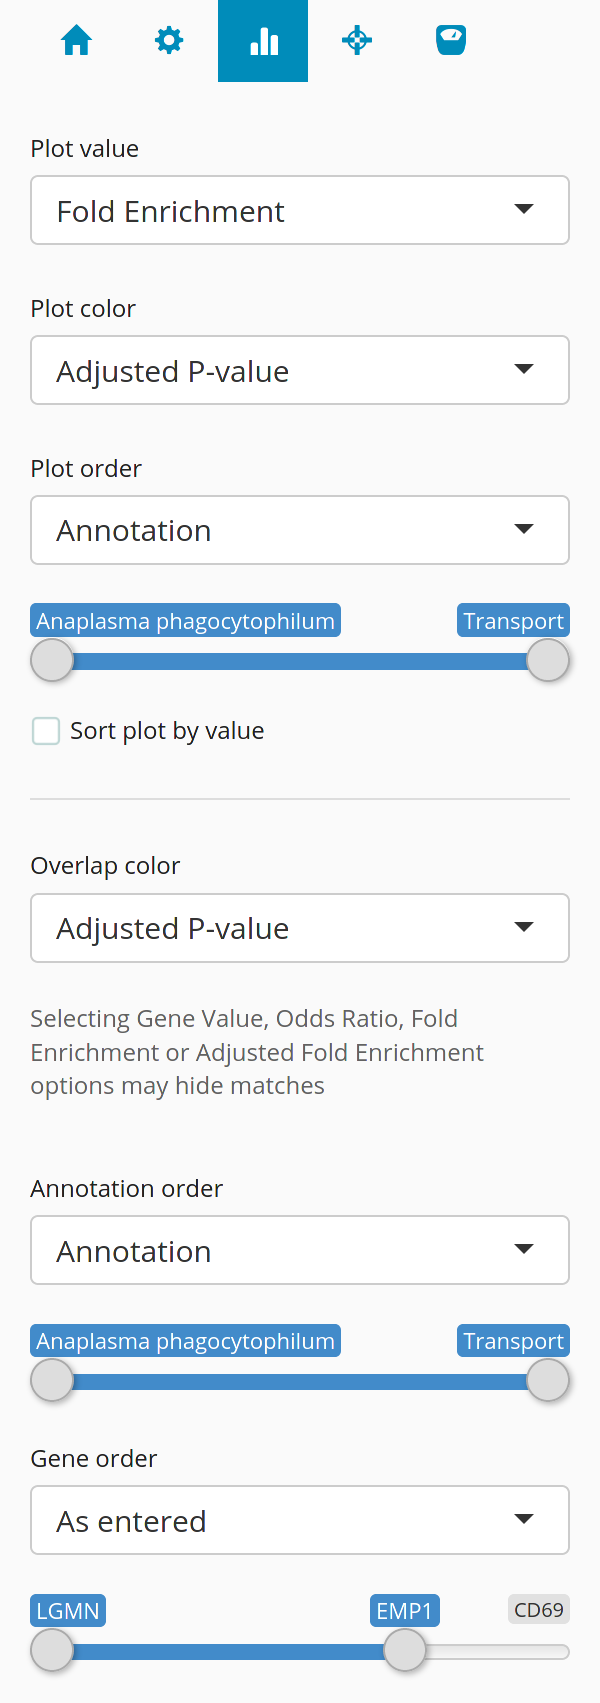 Plot value
Fold Enrichment
Plot color
Adjusted P-value
Plot order
Annotation
Anaplasma phagocytophilum Transport
Sort plot by value
Overlap color
Adjusted P-value
Selecting Gene Value, Odds Ratio, Fold
Enrichment or Adjusted Fold Enrichment
options may hide matches
Annotation order
Annotation
Anaplasma phagocytophilum Transport
Gene order
As entered
LGMN EMP1 CD69